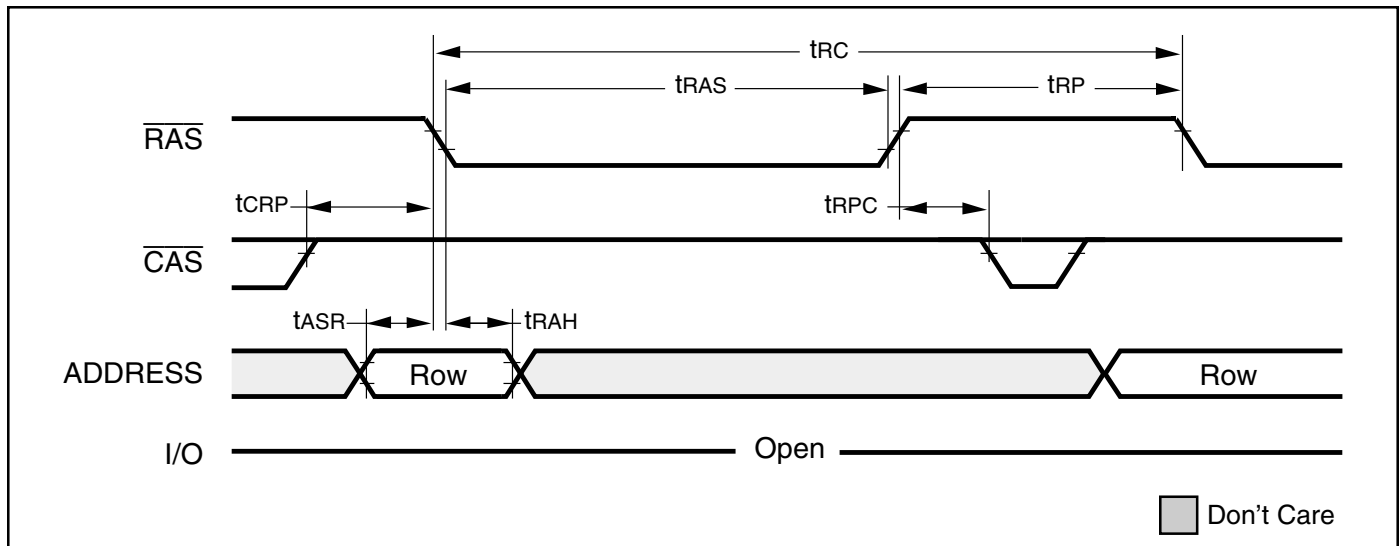 tRC
tRAS
tRP
RAS
tCRP
tRPC
CAS
tASR
tRAH
ADDRESS
Row
Row
I/O
Open
Don't Care